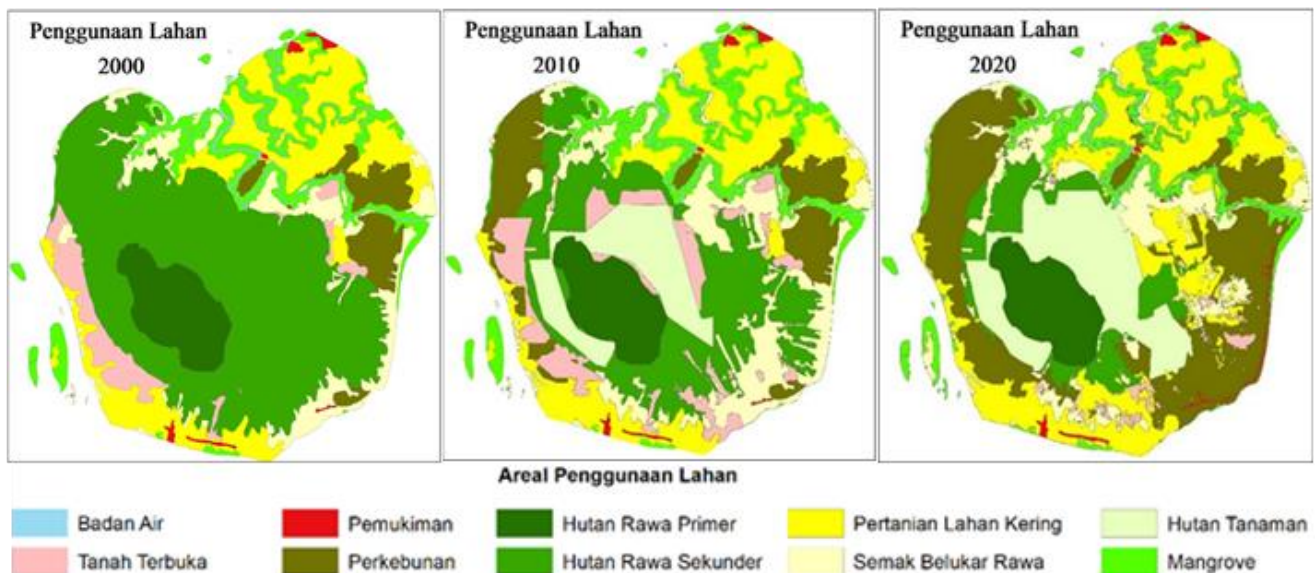 Penggunaan Lahan
2000
Penggunaan Lahan
2010
Penggunaan Lahan
2020
Areal Penggunaan Lahan
Badan Air
Pemukiman
Hutan Rawa Primer
Pertanian Lahan Kering
Hutan Tanaman
Tanah Terbuka
Perkebunan
Hutan Rawa Sekunder
Semak Belukar Rawa
Mangrove